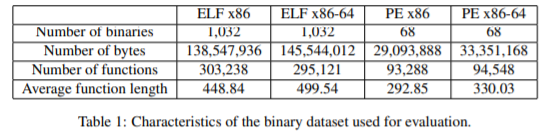 ELF x86 ELF x86-64 PE x86 PE x86-64
Number of binaries 1,032 1,032 68 68
Number of bytes 138,547,936 145,544,012 29,093,888 33,351,168
Number of functions 303,238 295,121 93,288 94,548
Average function length 448.84 499.54 292.85 330.03
Table 1: Characteristics of the binary dataset used for evaluation.